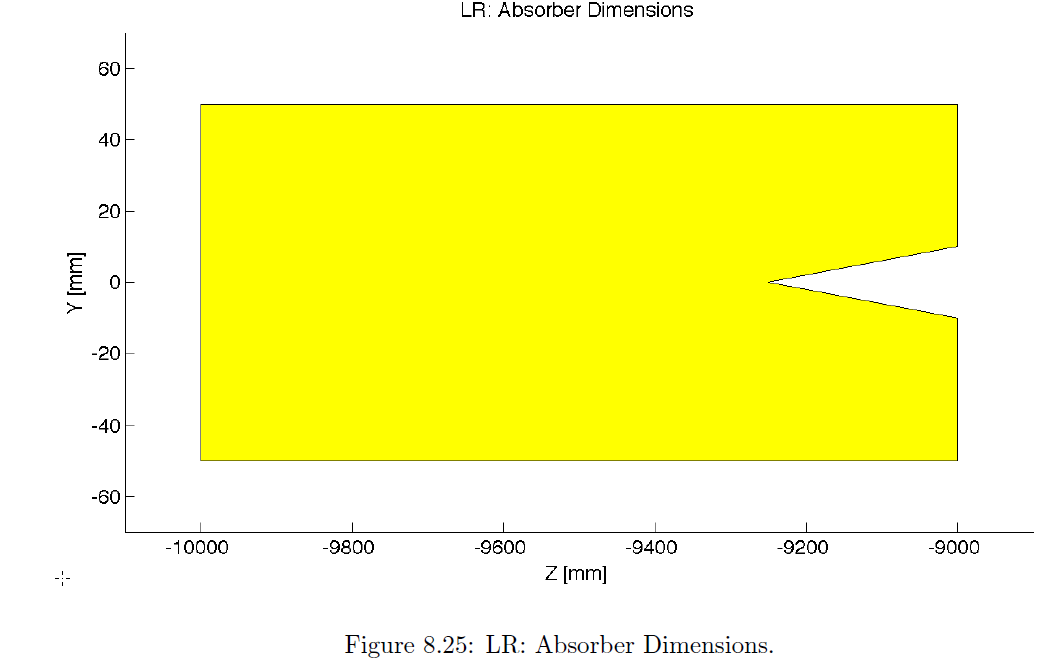 LR: Absorber Dimensions
60
40
20
0
-20
-40
-60
Y [mm]
-10000 -9800 -9600 -9400 -9200 -9000
Z [mm]
Figure 8.25: LR: Absorber Dimensions.